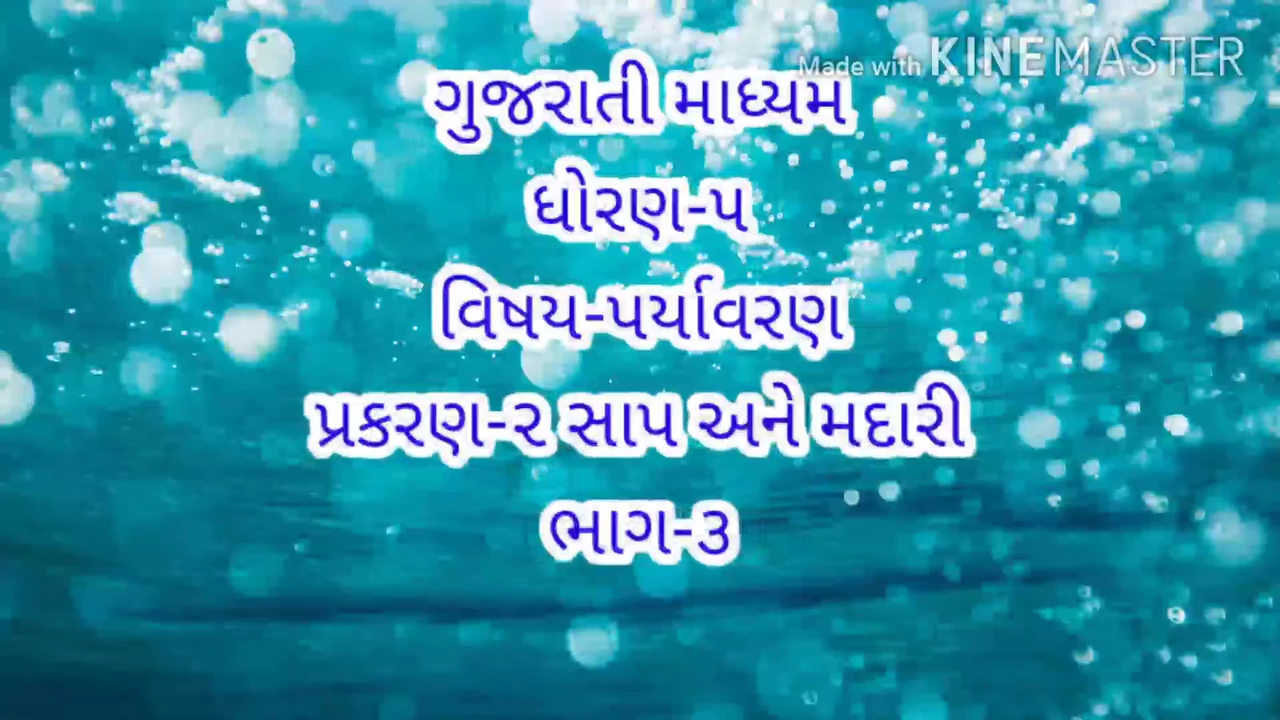 Made with KINEMASTER
ગુજરાતી માધ્યમ
ધોરણ-૫
વિષય-પર્યાવરણ
પ્રકરણ-૨ સાપ અને મદારી
ભાગ-૩